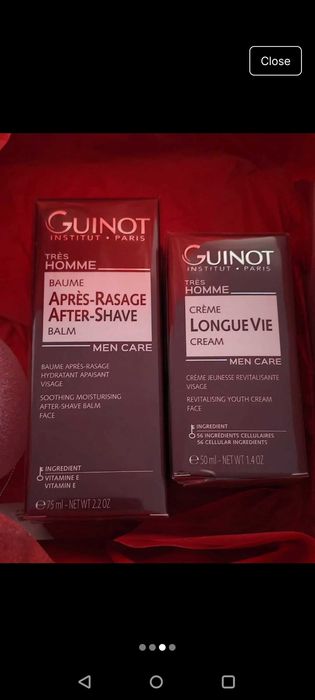 Close
GUINOT
INSTITUT • PARIS
TRÈS
HOMME
BAUME
APRÈS-RASAGE
AFTER-SHAVE
BALM
MEN CARE
BAUME APRÈS-RASAGE
HYDRATANT APAISANT
VISAGE
SOOTHING MOISTURISING
AFTER-SHAVE BALM
FACE
INGREDIENT
VITAMINE E
VITAMIN E
℮ 75 ml - NET WT 2.2 OZ
GUINOT
INSTITUT • PARIS
TRÈS
HOMME
CRÈME
LONGUE VIE
CREAM
MEN CARE
CRÈME JEUNESSE REVITALISANTE
VISAGE
REVITALISING YOUTH CREAM
FACE
INGREDIENT
56 INGRÉDIENTS CELLULAIRES
56 CELLULAR INGREDIENTS
℮ 50 ml - NET WT 1.4 OZ